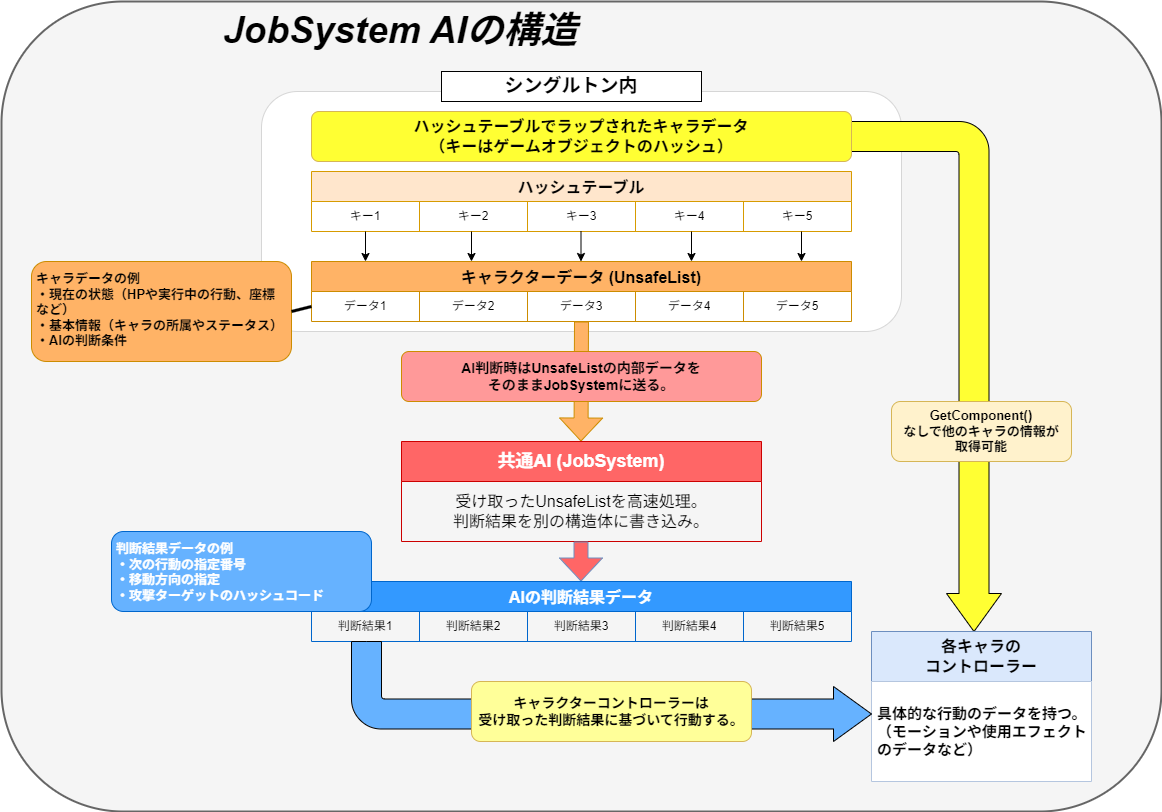 JobSystem AIの構造
シングルトン内
ハッシュテーブルでラップされたキャラデータ
（キーはゲームオブジェクトのハッシュ）
ハッシュテーブル
キー1
キー2
キー3
キー4
キー5
キャラデータの例
・現在の状態（HPや実行中の行動、座標
など）
・基本情報（キャラの所属やステータス）
・AIの判断条件
キャラクターデータ (UnsafeList)
データ1
データ2
データ3
データ4
データ5
AI判断時はUnsafeListの内部データを
そのままJobSystemに送る。
GetComponent()
なしで他のキャラの情報が
取得可能
共通AI (JobSystem)
受け取ったUnsafeListを高速処理。
判断結果を別の構造体に書き込み。
判断結果データの例
・次の行動の指定番号
・移動方向の指定
・攻撃ターゲットのハッシュコード
AIの判断結果データ
判断結果1
判断結果2
判断結果3
判断結果4
判断結果5
キャラクターコントローラーは
受け取った判断結果に基づいて行動する。
各キャラの
コントローラー
具体的な行動のデータを持つ。
（モーションや使用エフェクト
のデータなど）